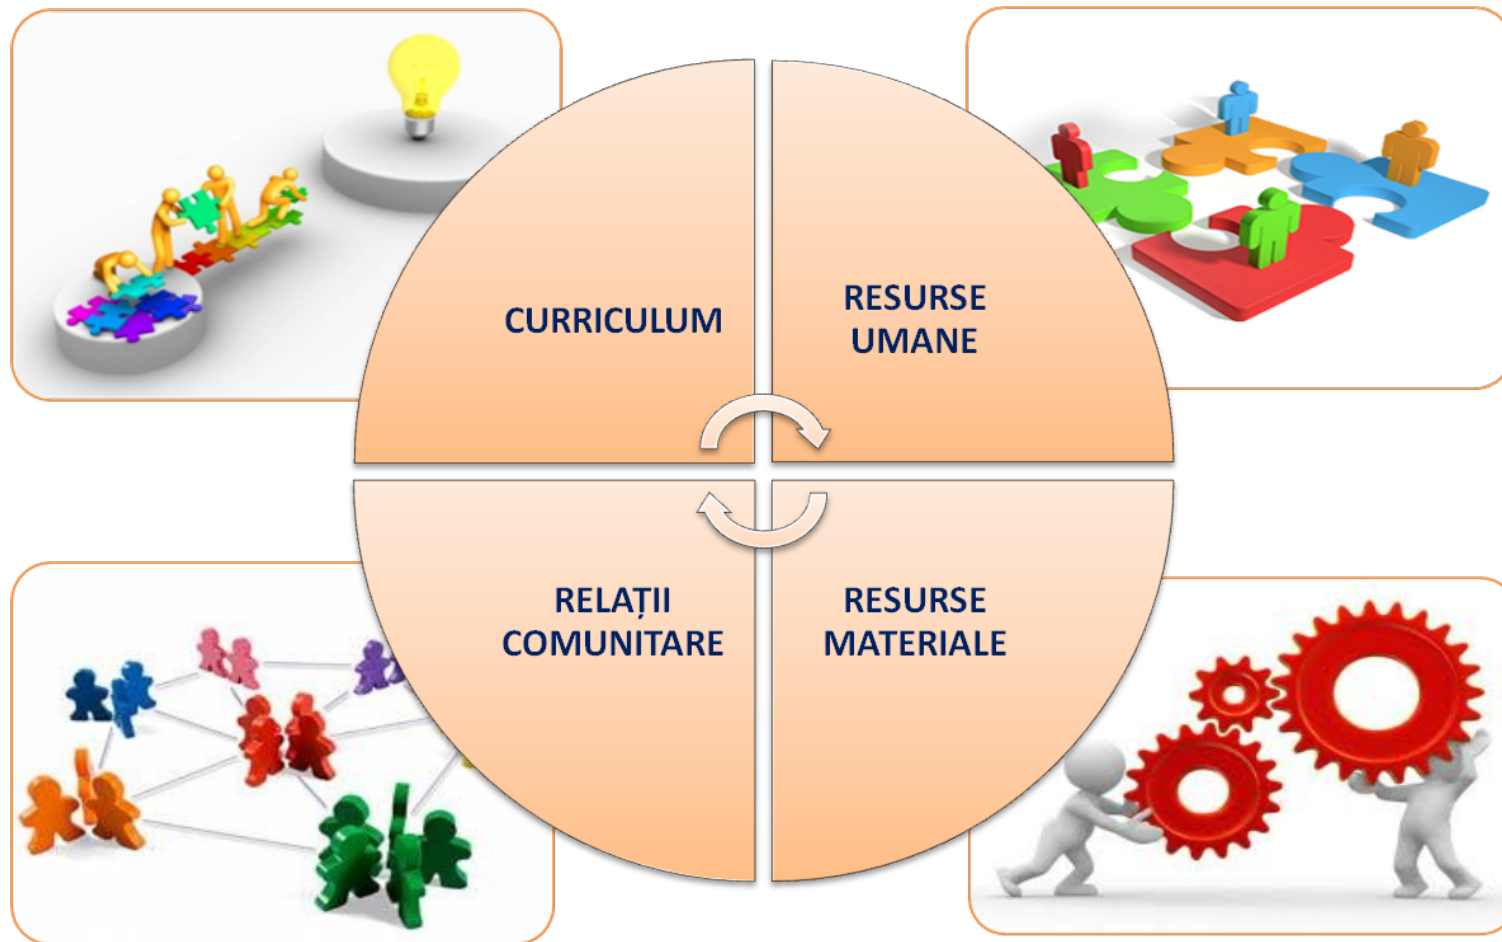 CURRICULUM
RESURSE
UMANE
RELAȚII
COMUNITARE
RESURSE
MATERIALE